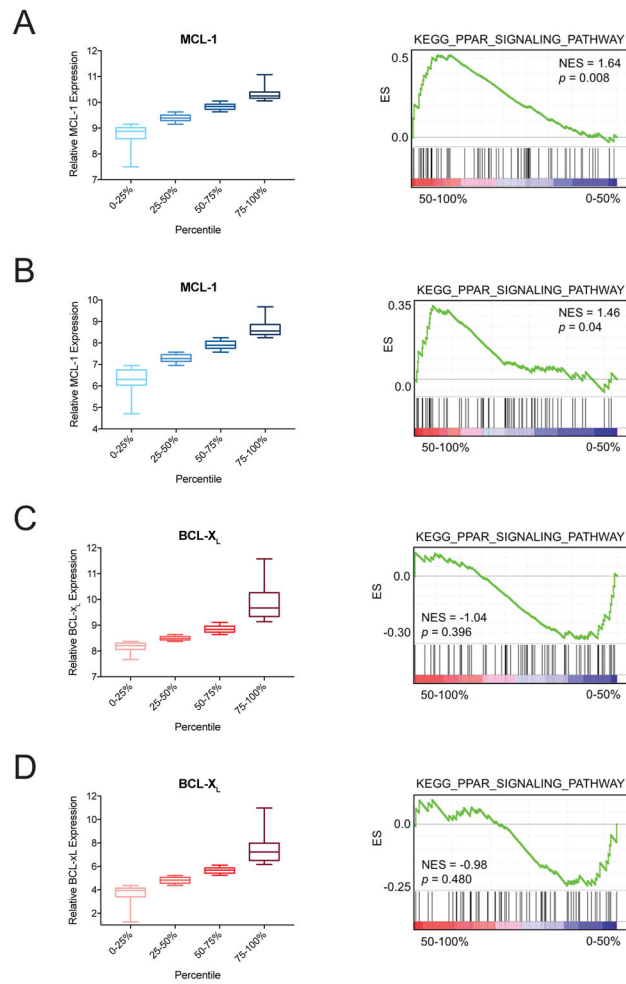 A
MCL-1
Relative MCL-1 Expression
12
11
10
9
8
7
0-25%
25-50%
50-75%
75-100%
Percentile
KEGG_PPAR_SIGNALING_PATHWAY
NES = 1.64
p = 0.008
ES
0.5
0.0
50-100%
0-50%
B
MCL-1
Relative MCL-1 Expression
10
9
8
7
6
5
4
0-25%
25-50%
50-75%
75-100%
Percentile
KEGG_PPAR_SIGNALING_PATHWAY
NES = 1.46
p = 0.04
ES
0.35
0.0
50-100%
0-50%
C
BCL-XL
Relative BCL-XL Expression
12
11
10
9
8
7
0-25%
25-50%
50-75%
75-100%
Percentile
KEGG_PPAR_SIGNALING_PATHWAY
ES
0.0
-0.30
NES = -1.04
p = 0.396
50-100%
0-50%
D
BCL-XL
Relative BCL-xL Expression
12
10
8
6
4
2
0-25%
25-50%
50-75%
75-100%
Percentile
KEGG_PPAR_SIGNALING_PATHWAY
ES
0.0
-0.25
NES = -0.98
p = 0.480
50-100%
0-50%